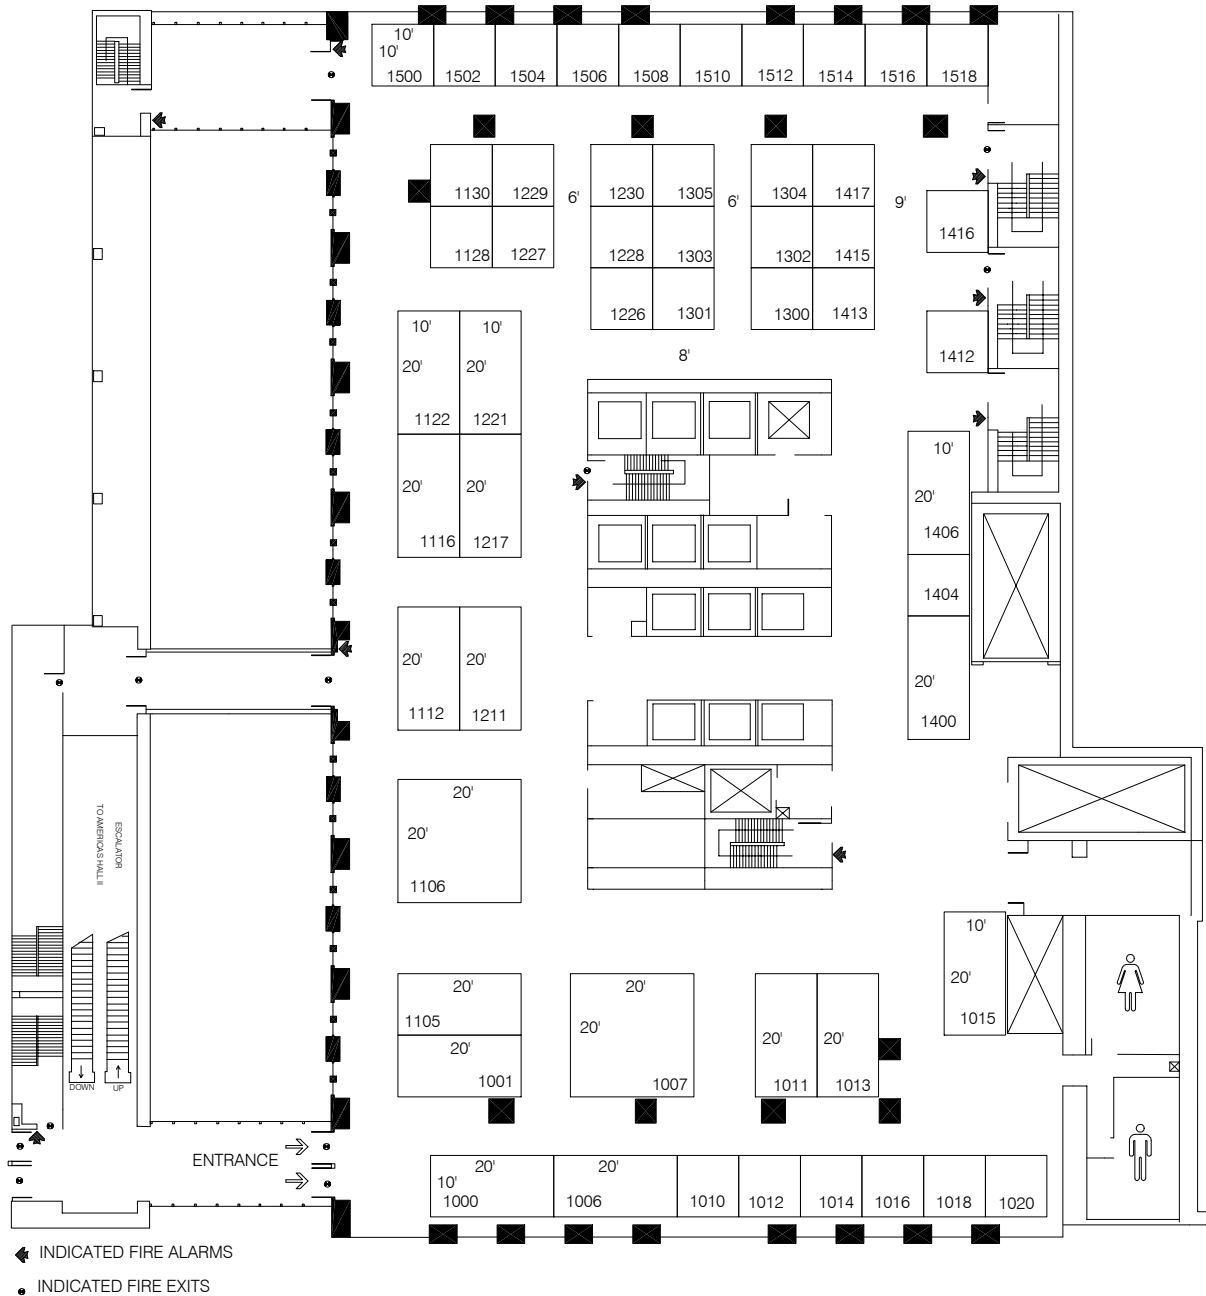 10'
10'
1500 1502 1504 1506 1508 1510 1512 1514 1516 1518
1130 1229 6' 1230 1305 6' 1304 1417 9'
1416
1128 1227 1228 1303 1302 1415
1226 1301 1300 1413
10' 10'
8'
1412
20' 20'
1122 1221
10'
20' 20' 20'
1406
1116 1217
1404
20' 20'
20'
1112 1211
1400
20'
ESCALATOR
TO AMERICAS HALL II
20'
1106
10'
20'
1015
20' 20'
1105
20'
20' 20' 20'
1001 1007 1011 1013
DOWN UP
ENTRANCE
20' 20'
10'
1000 1006 1010 1012 1014 1016 1018 1020
INDICATED FIRE ALARMS
INDICATED FIRE EXITS